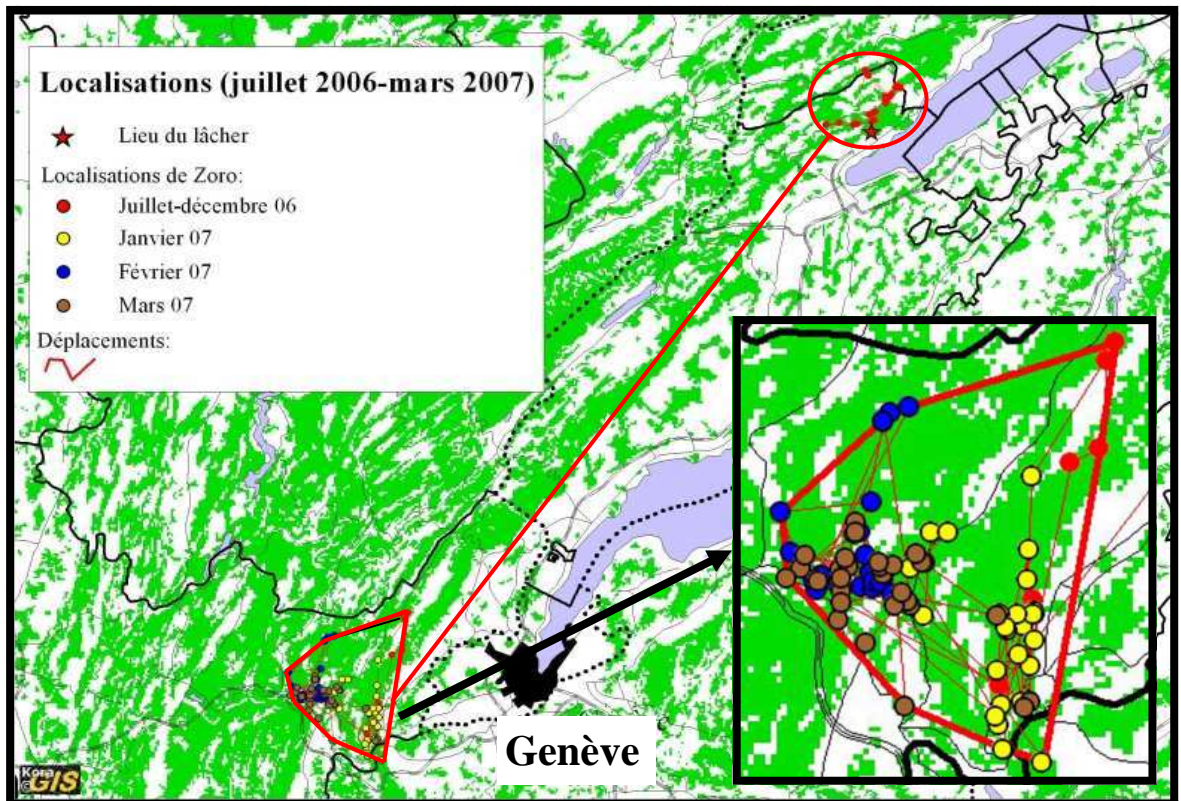 Localisations (juillet 2006-mars 2007)
Lieu du lâcher
Localisations de Zoro:
Juillet-décembre 06
Janvier 07
Février 07
Mars 07
Déplacements:
Genève
Kora
© GIS